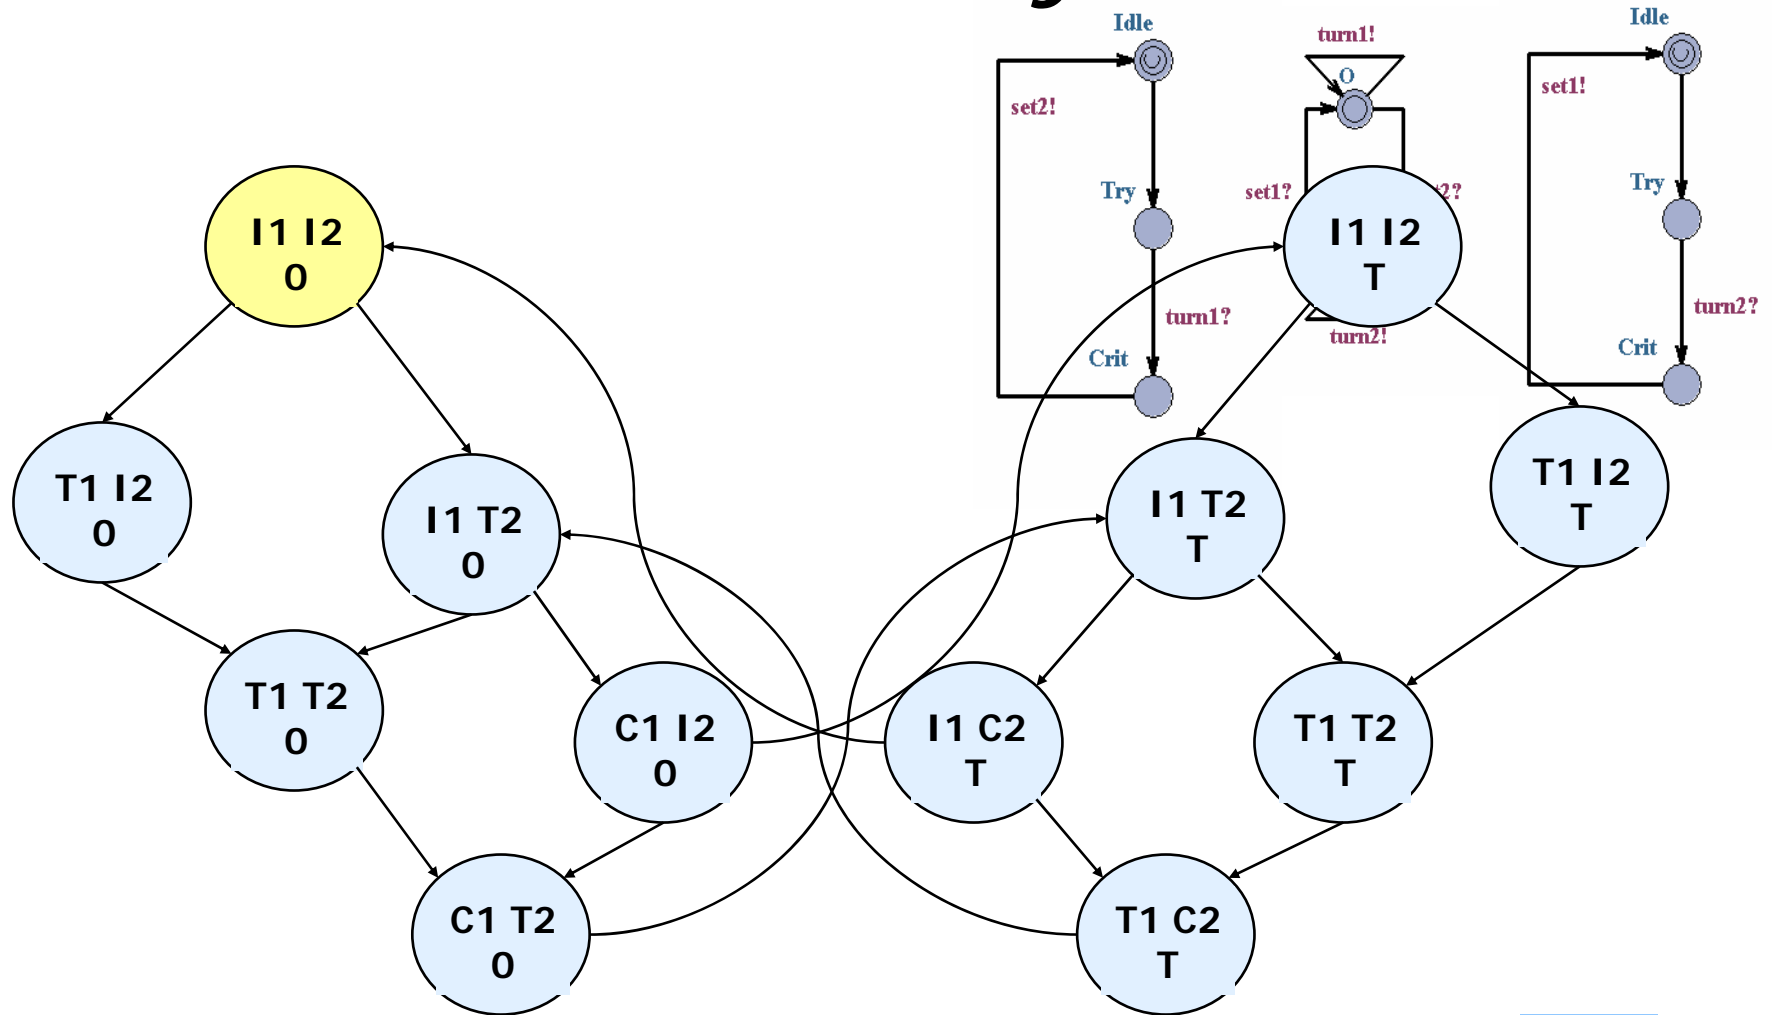 Idle
turn1!
Idle
O
set2!
set1!
Try
set1?
Try
I1 I2
0
I1 I2
T
turn1?
turn2?
turn2!
Crit
Crit
T1 I2
0
I1 T2
0
I1 T2
T
T1 I2
T
T1 T2
0
C1 I2
0
I1 C2
T
T1 T2
T
C1 T2
0
T1 C2
T